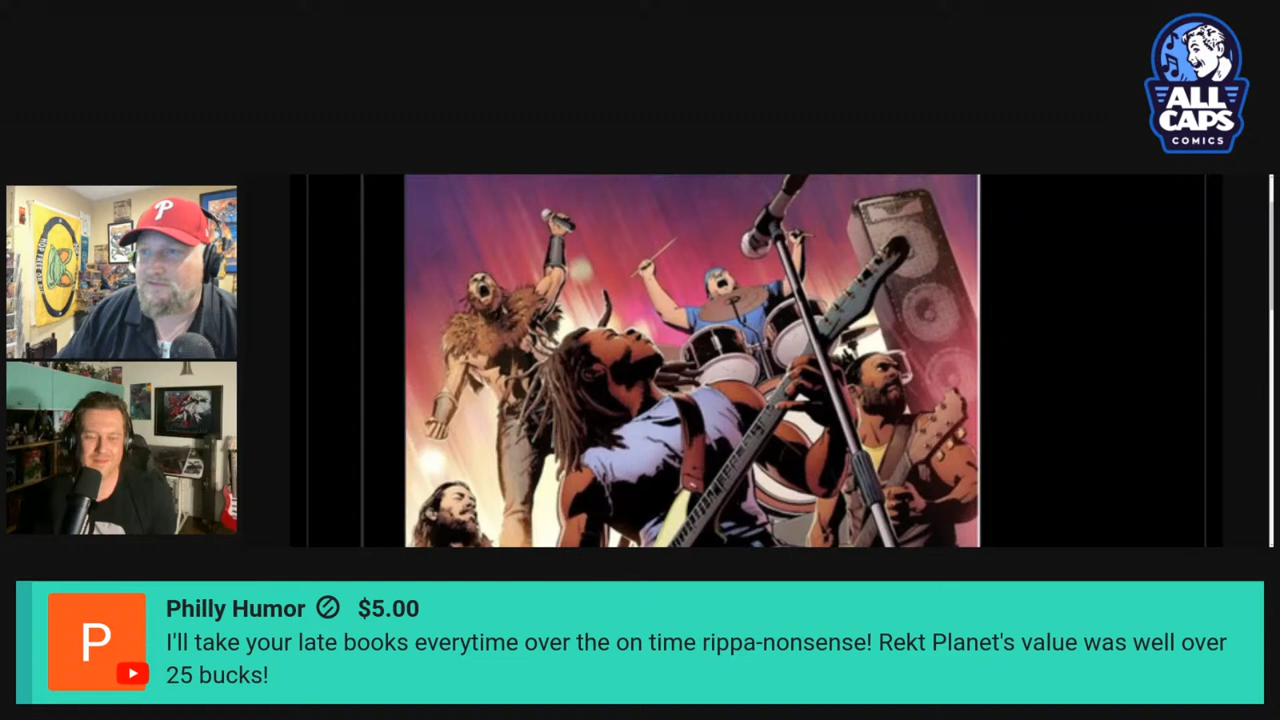 ALL
CAPS
COMICS
P
Philly Humor $5.00
P
I'll take your late books everytime over the on time rippa-nonsense! Rekt Planet's value was well over
25 bucks!